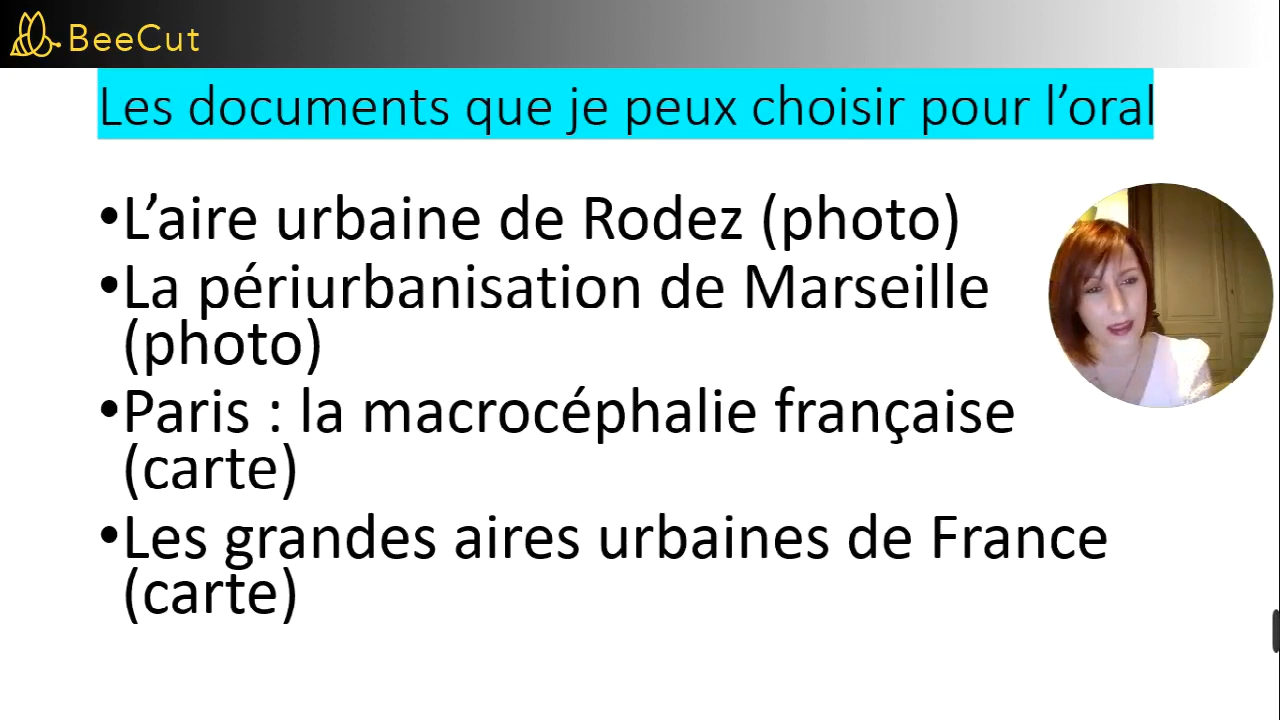 BeeCut
Les documents que je peux choisir pour l’oral
•L’aire urbaine de Rodez (photo)
•La périurbanisation de Marseille
(photo)
•Paris : la macrocéphalie française
(carte)
•Les grandes aires urbaines de France
(carte)